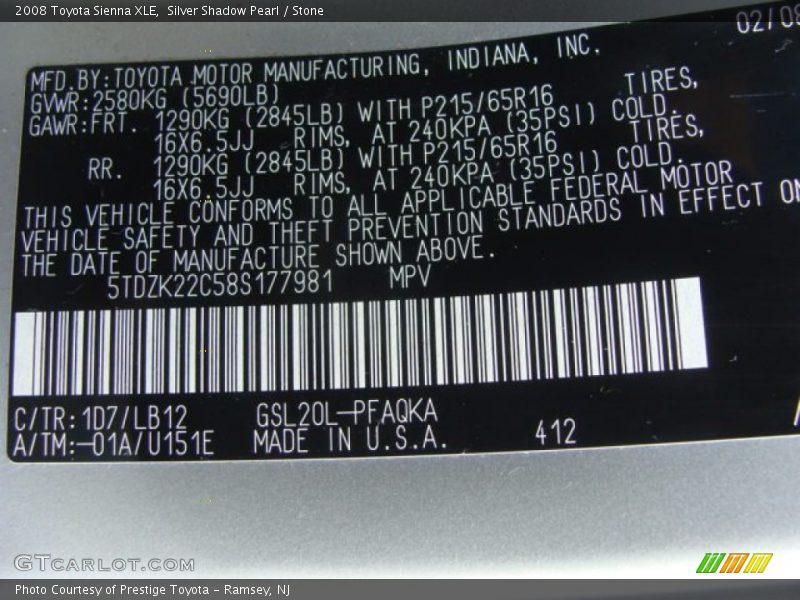 2008 Toyota Sienna XLE,  Silver Shadow Pearl / Stone
02/08
MFD.BY:TOYOTA MOTOR MANUFACTURING, INDIANA, INC.
GVWR:2580KG (5690LB)
GAWR:FRT. 1290KG (2845LB) WITH P215/65R16 TIRES,
16X6.5JJ RIMS, AT 240KPA (35PSI) COLD.
RR. 1290KG (2845LB) WITH P215/65R16 TIRES,
16X6.5JJ RIMS, AT 240KPA (35PSI) COLD.
THIS VEHICLE CONFORMS TO ALL APPLICABLE FEDERAL MOTOR
VEHICLE SAFETY AND THEFT PREVENTION STANDARDS IN EFFECT ON
THE DATE OF MANUFACTURE SHOWN ABOVE.
5TDZK22C58S177981 MPV
C/TR:1D7/LB12 GSL20L-PFAQKA
A/TM:-01A/U151E MADE IN U.S.A. 412
GTCARLOT.COM
Photo Courtesy of Prestige Toyota - Ramsey, NJ